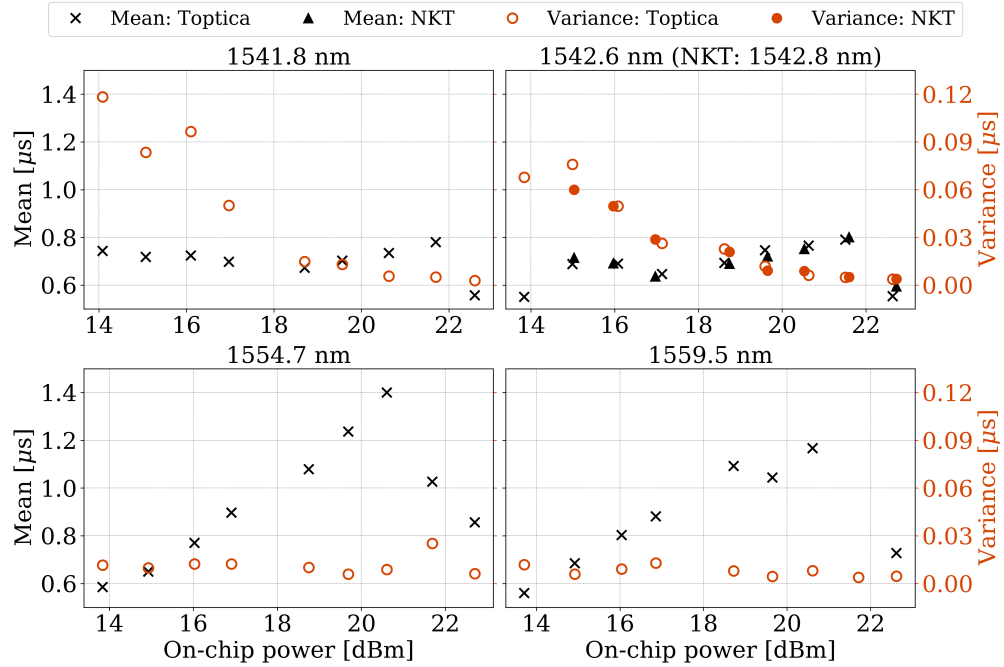 Mean: Toptica Mean: NKT Variance: Toptica Variance: NKT
1541.8 nm
1542.6 nm (NKT: 1542.8 nm)
1.4
1.2
1.0
0.8
0.6
Mean [μs]
14 16 18 20 22
14 16 18 20 22
0.12
0.09
0.06
0.03
0.00
Variance [μs]
1554.7 nm
1559.5 nm
1.4
1.2
1.0
0.8
0.6
Mean [μs]
14 16 18 20 22
On-chip power [dBm]
14 16 18 20 22
On-chip power [dBm]
0.12
0.09
0.06
0.03
0.00
Variance [μs]